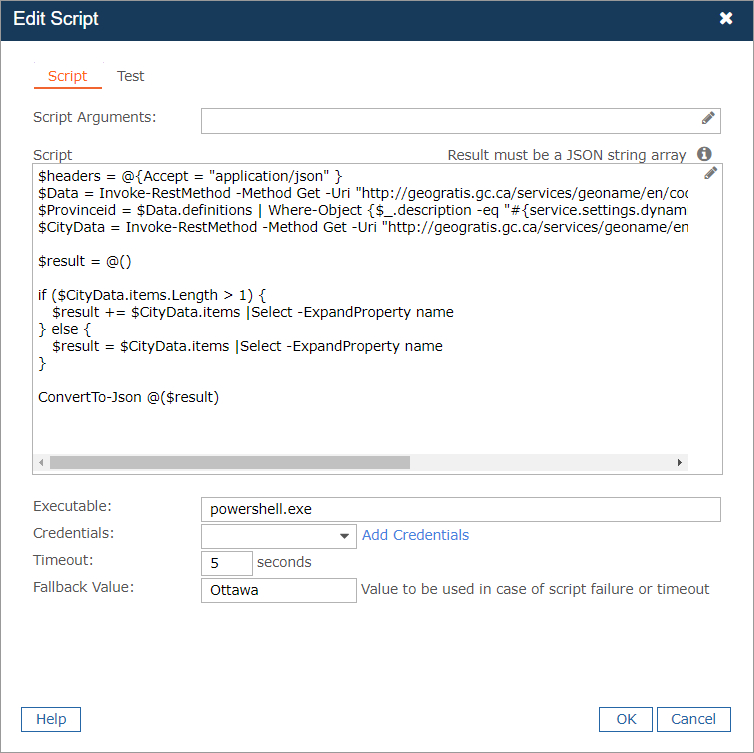 Edit Script
Script Test
Script Arguments:
Script Result must be a JSON string array
$headers = @{Accept = "application/json" }
$Data = Invoke-RestMethod -Method Get -Uri "http://geogratis.gc.ca/services/geoname/en/cod
$Provinceid = $Data.definitions | Where-Object {$_.description -eq "#{service.settings.dynam
$CityData = Invoke-RestMethod -Method Get -Uri "http://geogratis.gc.ca/services/geoname/en
$result = @()
if ($CityData.items.Length > 1) {
$result += $CityData.items |Select -ExpandProperty name
} else {
$result = $CityData.items |Select -ExpandProperty name
}
ConvertTo-Json @($result)
Executable: powershell.exe
Credentials: Add Credentials
Timeout: 5 seconds
Fallback Value: Ottawa Value to be used in case of script failure or timeout
Help OK Cancel